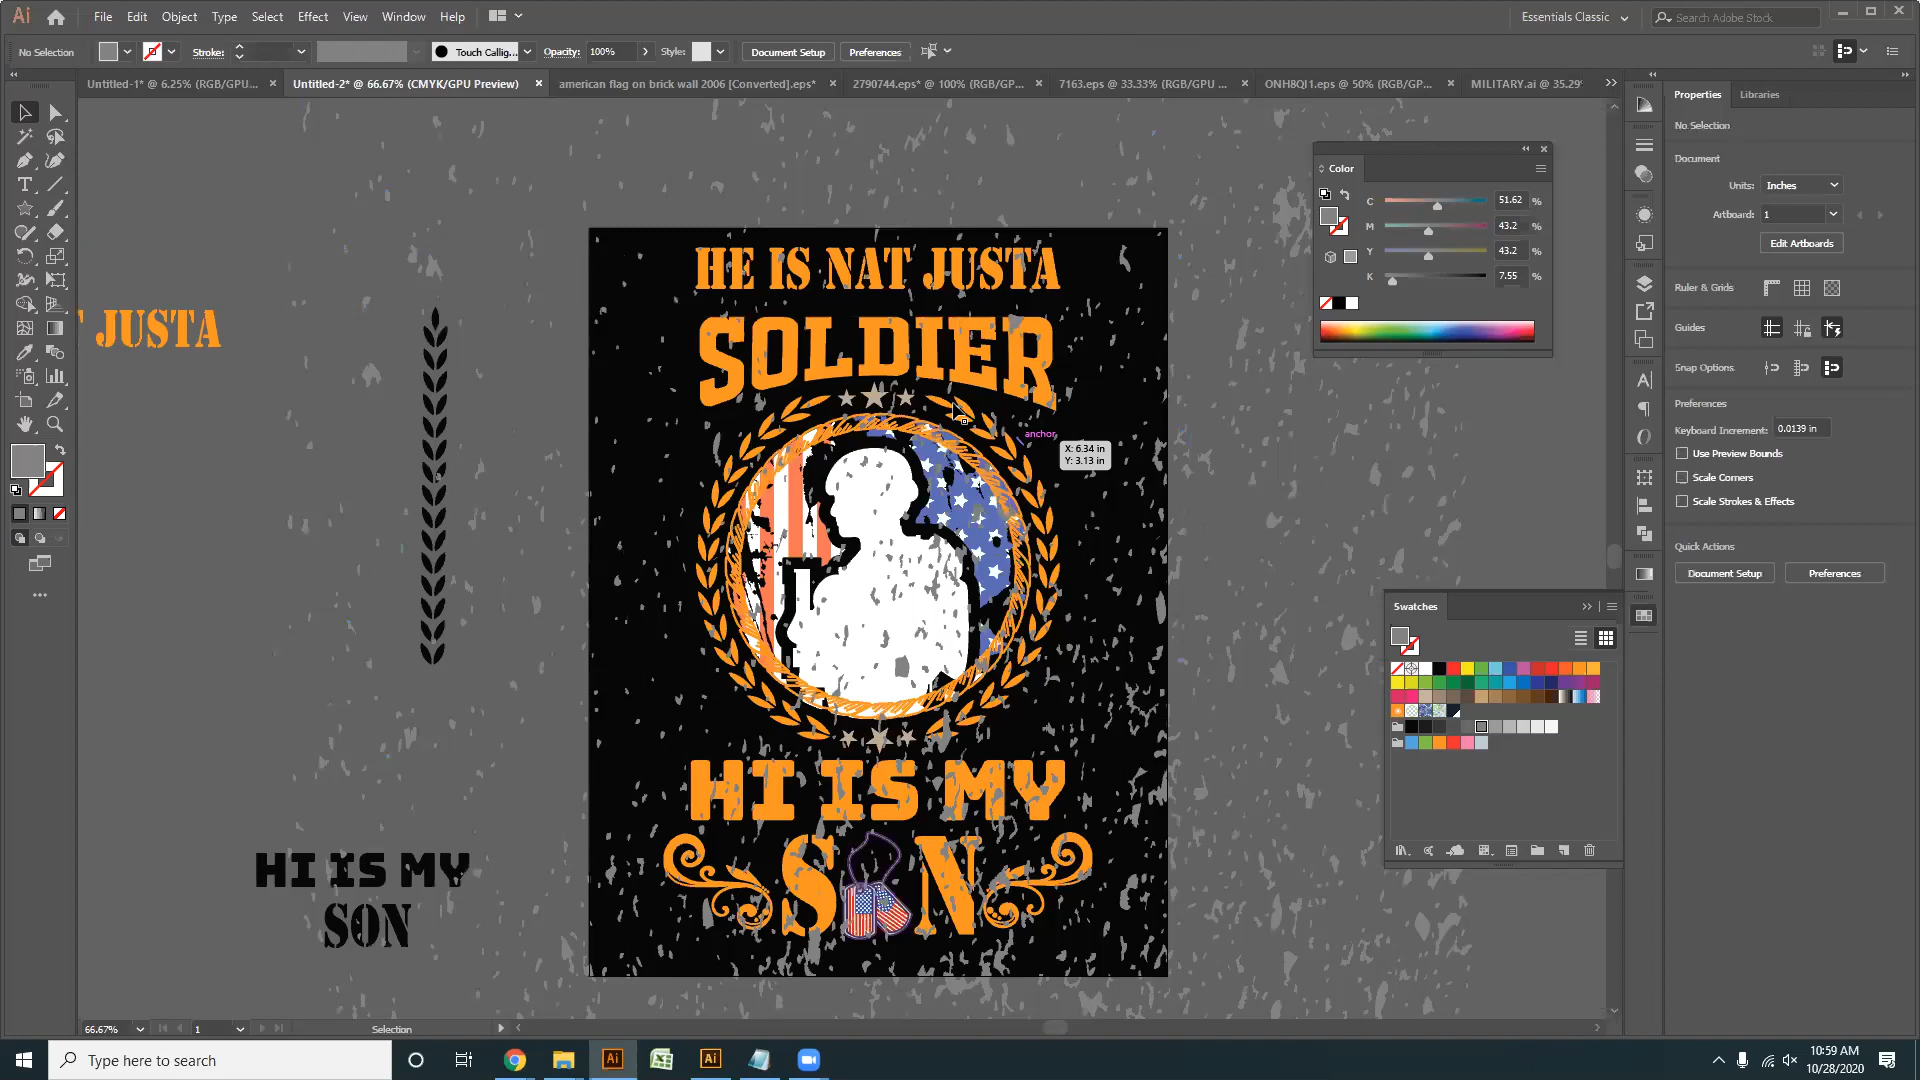 Ai File Edit Object Type Select Effect View Window Help Essentials Classic Search Adobe Stock
No Selection Stroke: Touch Callig... Opacity: 100% Style: Document Setup Preferences
Untitled-1* @ 6.25% (RGB/GPU... × Untitled-2* @ 66.67% (CMYK/GPU Preview) × american flag on brick wall 2006 [Converted].eps* × 2790744.eps* @ 100% (RGB/GP... × 7163.eps @ 33.33% (RGB/GPU ... × ONH8QJ1.eps @ 50% (RGB/GP... × MILITARY.ai @ 35.29%
Properties Libraries
No Selection
Document
Units: Inches
Artboard: 1
Edit Artboards
Ruler & Grids
Guides
Snap Options
Preferences
Keyboard Increment: 0.0139 in
Use Preview Bounds
Scale Corners
Scale Strokes & Effects
Quick Actions
Document Setup Preferences
Color
C 51.62 %
M 43.2 %
Y 43.2 %
K 7.55 %
Swatches
JUSTA
HE IS NAT JUSTA
SOLDIER
anchor
X: 6.34 in
Y: 3.13 in
HI IS MY
S N
HI IS MY
SON
66.67% 1 Selection
Type here to search
10:59 AM
10/28/2020